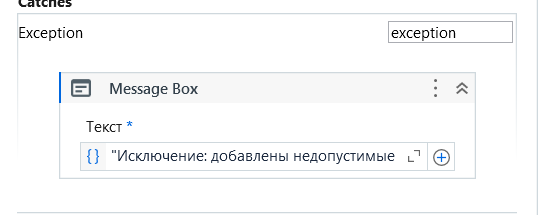 Catches
Exception
exception
Message Box
Текст *
{} "Исключение: добавлены недопустимые